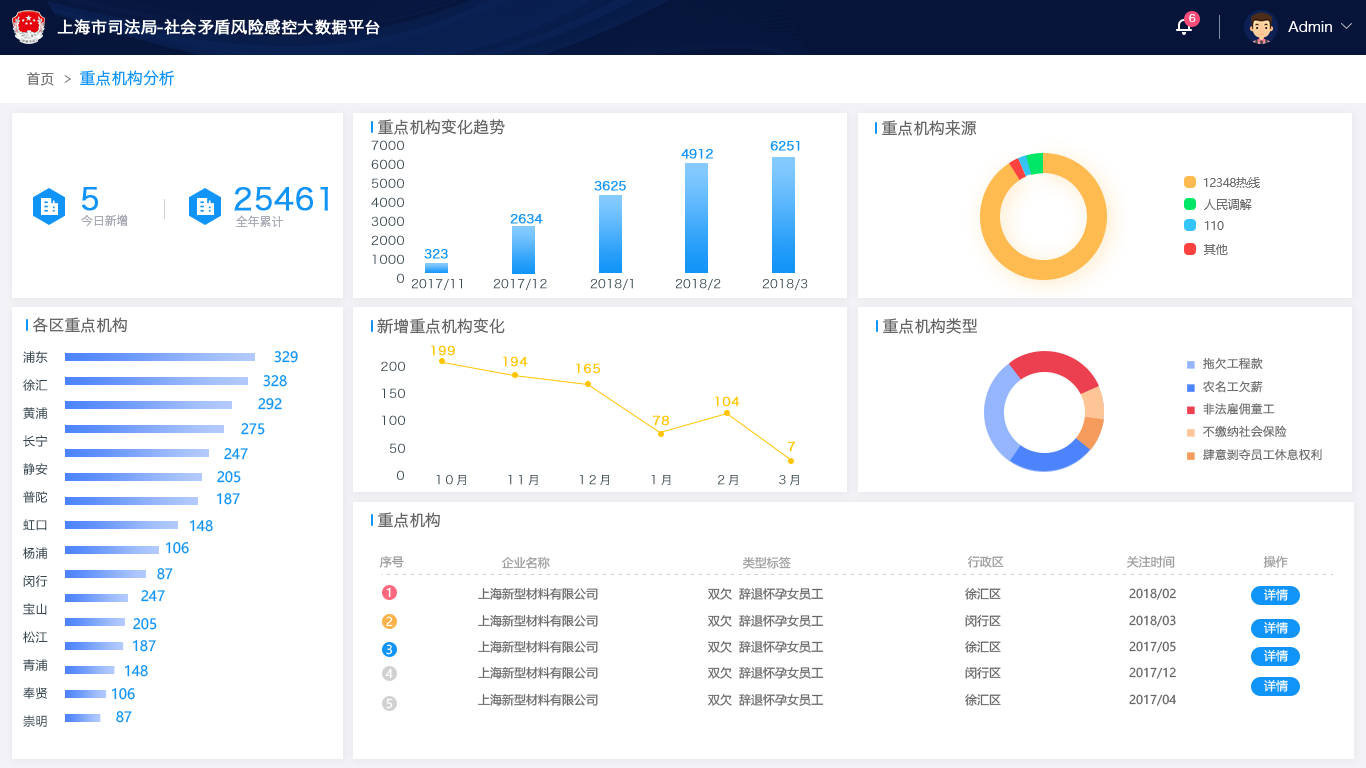 上海市司法局-社会矛盾风险感控大数据平台
6
Admin
首页 > 重点机构分析
5
今日新增
25461
全年累计
重点机构变化趋势
7000
6000
5000
4000
3000
2000
1000
0
323
2634
3625
4912
6251
2017/11
2017/12
2018/1
2018/2
2018/3
重点机构来源
12348热线
人民调解
110
其他
各区重点机构
浦东 329
徐汇 328
黄浦 292
长宁 275
静安 247
普陀 205
虹口 187
杨浦 148
闵行 106
宝山 87
松江 247
青浦 205
奉贤 187
崇明 148
106
87
新增重点机构变化
200
150
100
50
0
199
194
165
78
104
7
10月
11月
12月
1月
2月
3月
重点机构类型
拖欠工程款
农名工欠薪
非法雇佣童工
不缴纳社会保险
肆意剥夺员工休息权利
重点机构
序号 企业名称 类型标签 行政区 关注时间 操作
1 上海新型材料有限公司 双欠 辞退怀孕女员工 徐汇区 2018/02 详情
2 上海新型材料有限公司 双欠 辞退怀孕女员工 闵行区 2018/03 详情
3 上海新型材料有限公司 双欠 辞退怀孕女员工 徐汇区 2017/05 详情
4 上海新型材料有限公司 双欠 辞退怀孕女员工 闵行区 2017/12 详情
5 上海新型材料有限公司 双欠 辞退怀孕女员工 徐汇区 2017/04